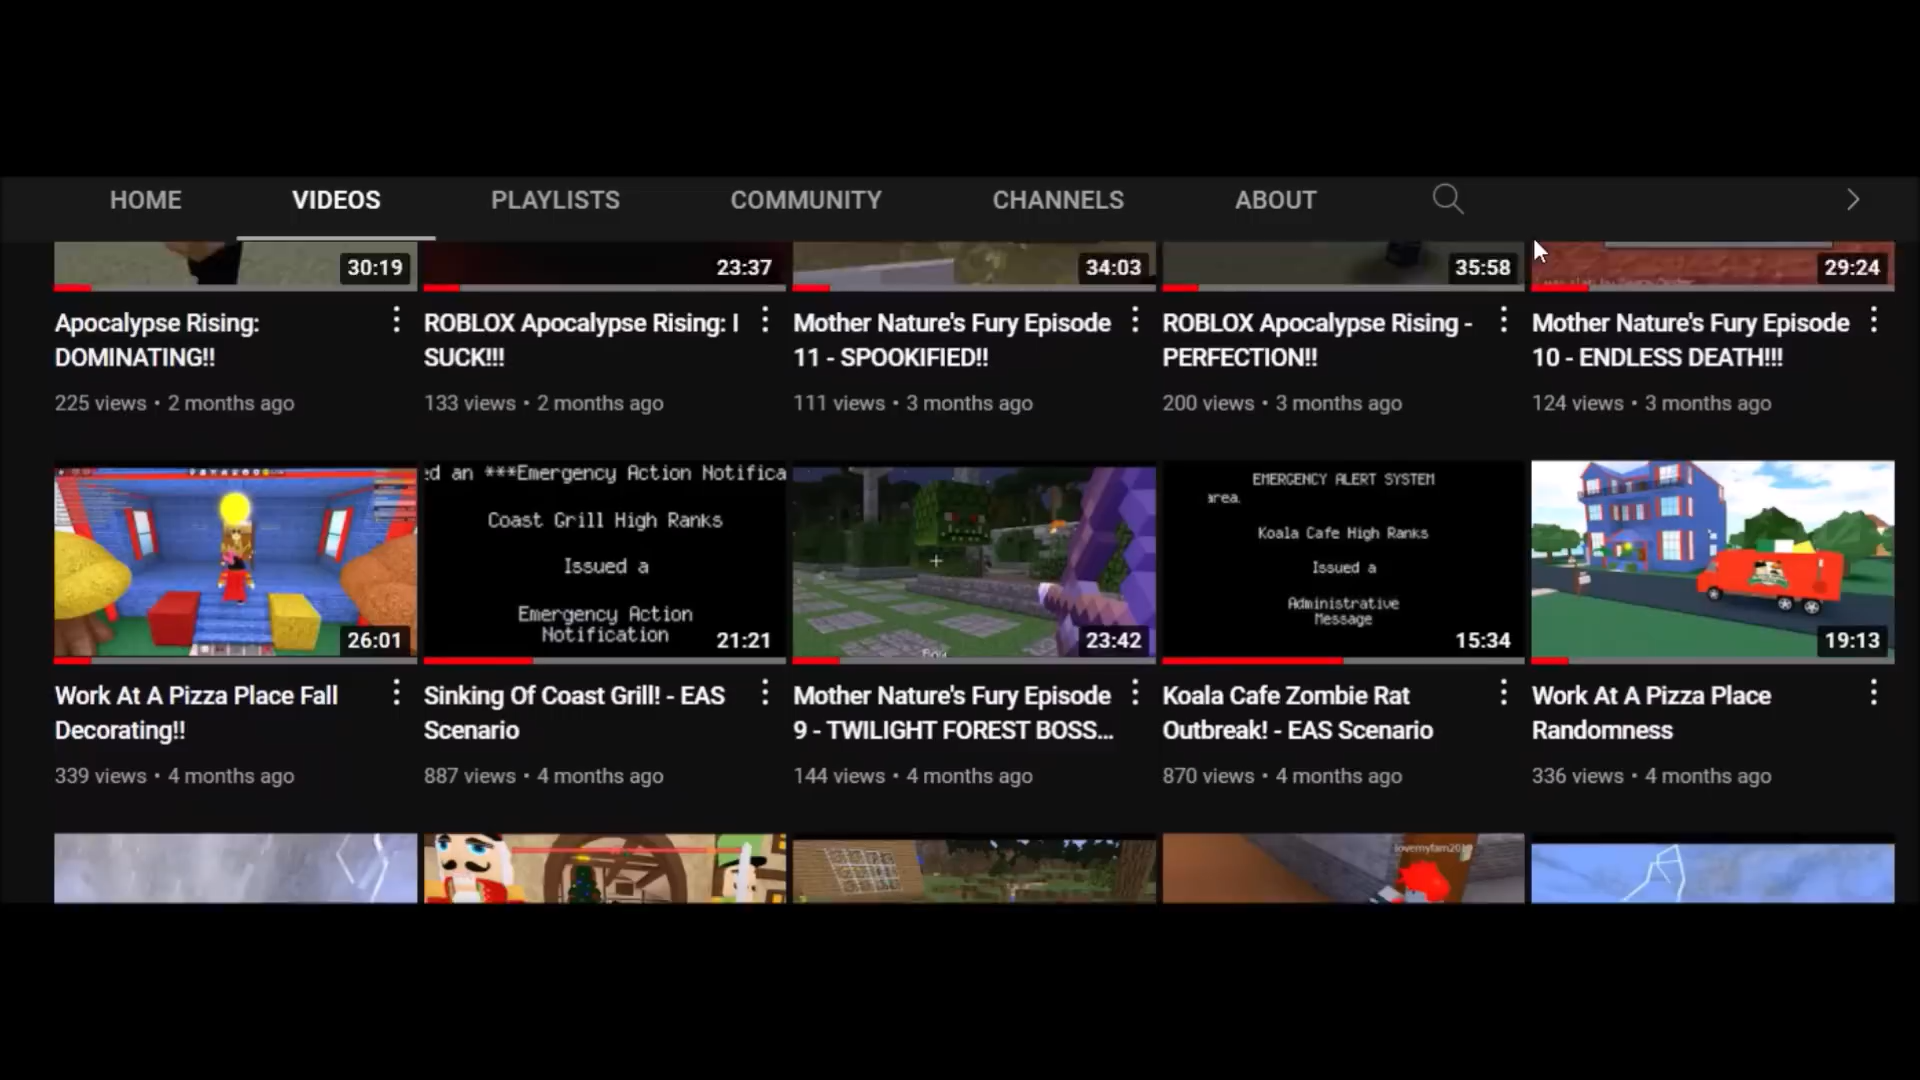 HOME VIDEOS PLAYLISTS COMMUNITY CHANNELS ABOUT
30:19
23:37
34:03
35:58
29:24
Apocalypse Rising:
DOMINATING!!
225 views • 2 months ago
ROBLOX Apocalypse Rising: I
SUCK!!!
133 views • 2 months ago
Mother Nature's Fury Episode
11 - SPOOKIFIED!!
111 views • 3 months ago
ROBLOX Apocalypse Rising -
PERFECTION!!
200 views • 3 months ago
Mother Nature's Fury Episode
10 - ENDLESS DEATH!!!
124 views • 3 months ago
26:01
ed an ***Emergency Action Notifica
Coast Grill High Ranks
Issued a
Emergency Action
Notification
21:21
23:42
EMERGENCY ALERT SYSTEM
area.
Koala Cafe High Ranks
Issued a
Administrative
Message
15:34
19:13
Work At A Pizza Place Fall
Decorating!!
339 views • 4 months ago
Sinking Of Coast Grill! - EAS
Scenario
887 views • 4 months ago
Mother Nature's Fury Episode
9 - TWILIGHT FOREST BOSS...
144 views • 4 months ago
Koala Cafe Zombie Rat
Outbreak! - EAS Scenario
870 views • 4 months ago
Work At A Pizza Place
Randomness
336 views • 4 months ago